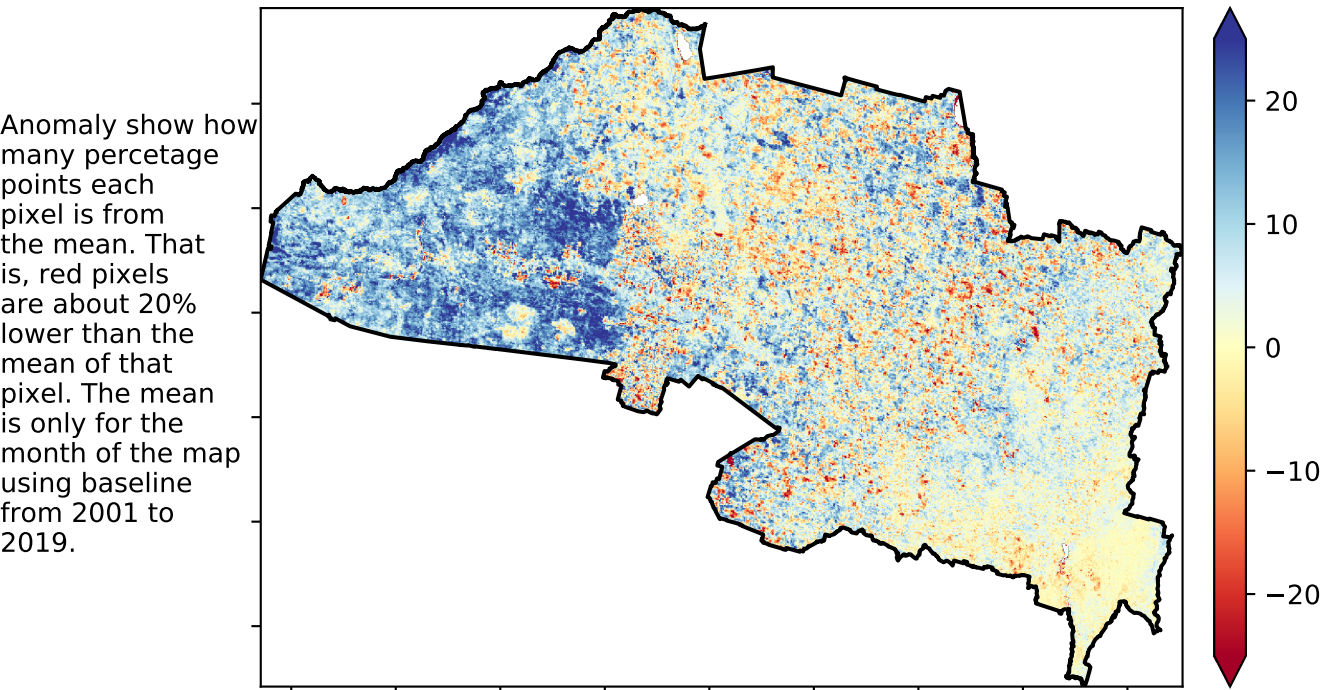 Anomaly show how
many percetage
points each
pixel is from
the mean. That
is, red pixels
are about 20%
lower than the
mean of that
pixel. The mean
is only for the
month of the map
using baseline
from 2001 to
2019.
20
10
0
−10
−20